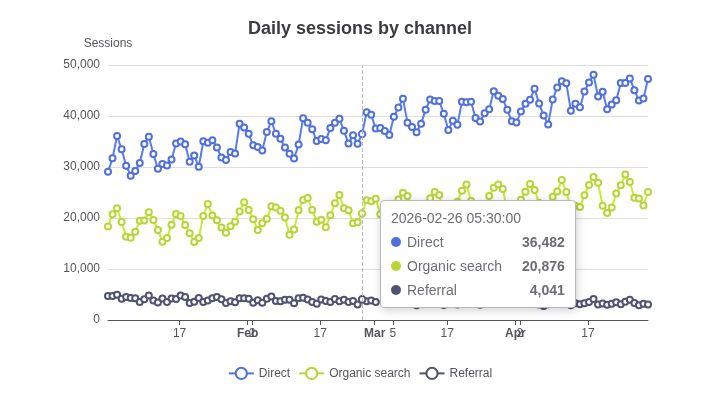 Daily sessions by channel
Sessions
50,000
40,000
30,000
20,000
10,000
0
2026-02-26 05:30:00
Direct 36,482
Organic search 20,876
Referral 4,041
17 Feb 2 17 Mar 5 17 Apr 2 17
Direct Organic search Referral